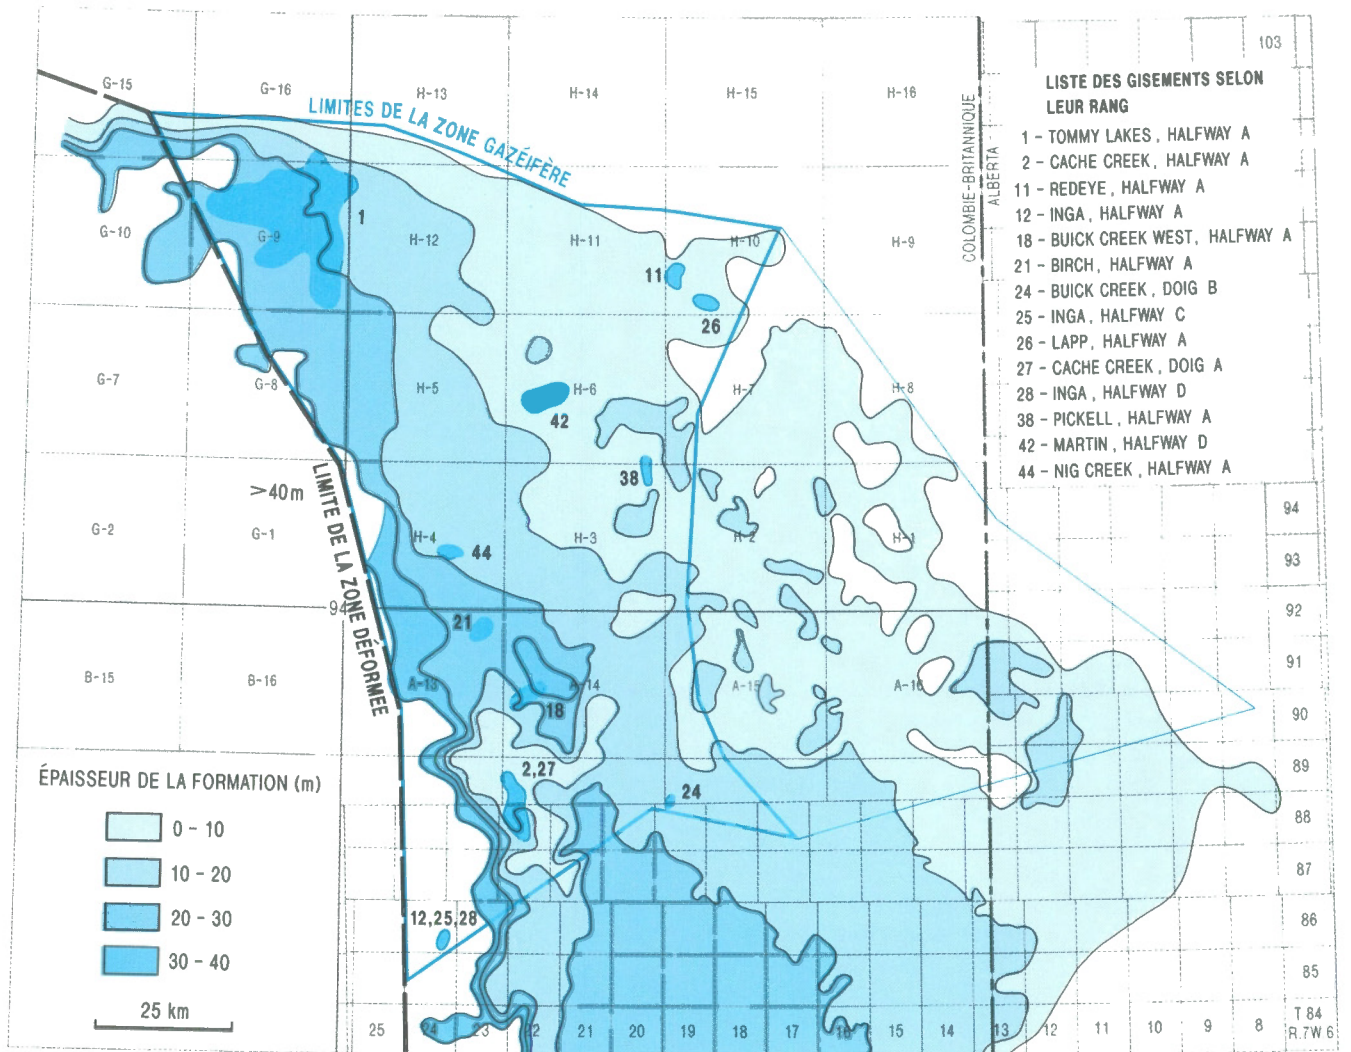 103
G-15
G-16
H-13
H-14
H-15
H-16
LIMITES DE LA ZONE GAZÉIFÈRE
COLOMBIE-BRITANNIQUE
ALBERTA
LISTE DES GISEMENTS SELON
LEUR RANG
1 - TOMMY LAKES, HALFWAY A
2 - CACHE CREEK, HALFWAY A
11 - REDEYE, HALFWAY A
12 - INGA, HALFWAY A
18 - BUICK CREEK WEST, HALFWAY A
21 - BIRCH, HALFWAY A
24 - BUICK CREEK, DOIG B
25 - INGA, HALFWAY C
26 - LAPP, HALFWAY A
27 - CACHE CREEK, DOIG A
28 - INGA, HALFWAY D
38 - PICKELL, HALFWAY A
42 - MARTIN, HALFWAY D
44 - NIG CREEK, HALFWAY A
1
G-10
G-9
H-12
H-11
H-10
H-9
11
26
G-7
G-8
H-5
H-6
H-7
H-8
42
38
>40m
LIMITE DE LA ZONE DÉFORMÉE
G-2
G-1
H-4
H-3
H-2
H-1
44
94
93
94
92
21
91
B-15
B-16
A-13
A-14
A-15
A-16
18
90
2,27
89
24
88
87
12,25,28
86
85
ÉPAISSEUR DE LA FORMATION (m)
0 - 10
10 - 20
20 - 30
30 - 40
25 km
25
24
23
22
21
20
19
18
17
16
15
14
13
12
11
10
9
8
T 84
R.7W 6